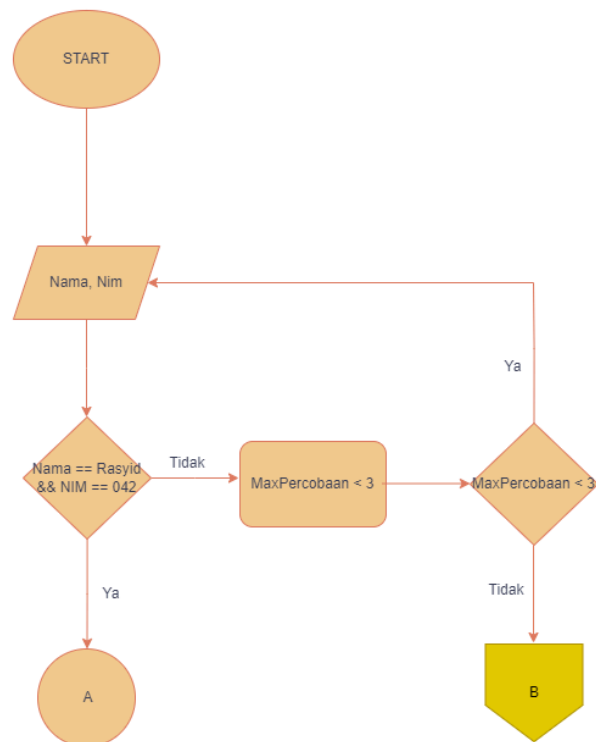 START
Nama, Nim
Ya
Nama == Rasyid
&& NIM == 042
Tidak
MaxPercobaan < 3
MaxPercobaan < 3
Ya
Tidak
A
B